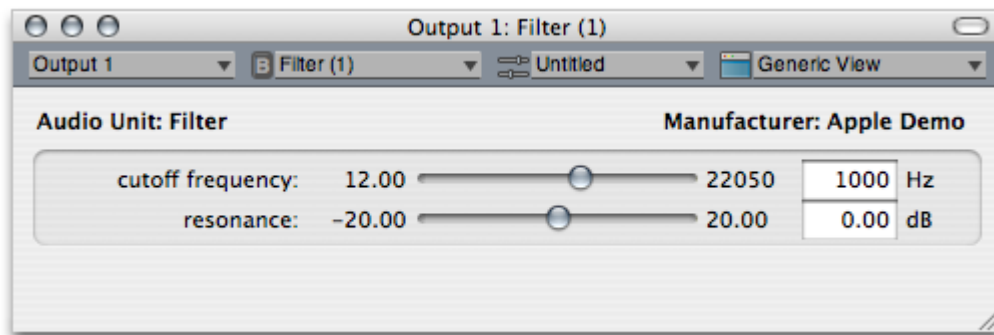 Output 1: Filter (1)
Output 1 B Filter (1) Untitled Generic View
Audio Unit: Filter Manufacturer: Apple Demo
cutoff frequency: 12.00 22050 1000 Hz
resonance: -20.00 20.00 0.00 dB